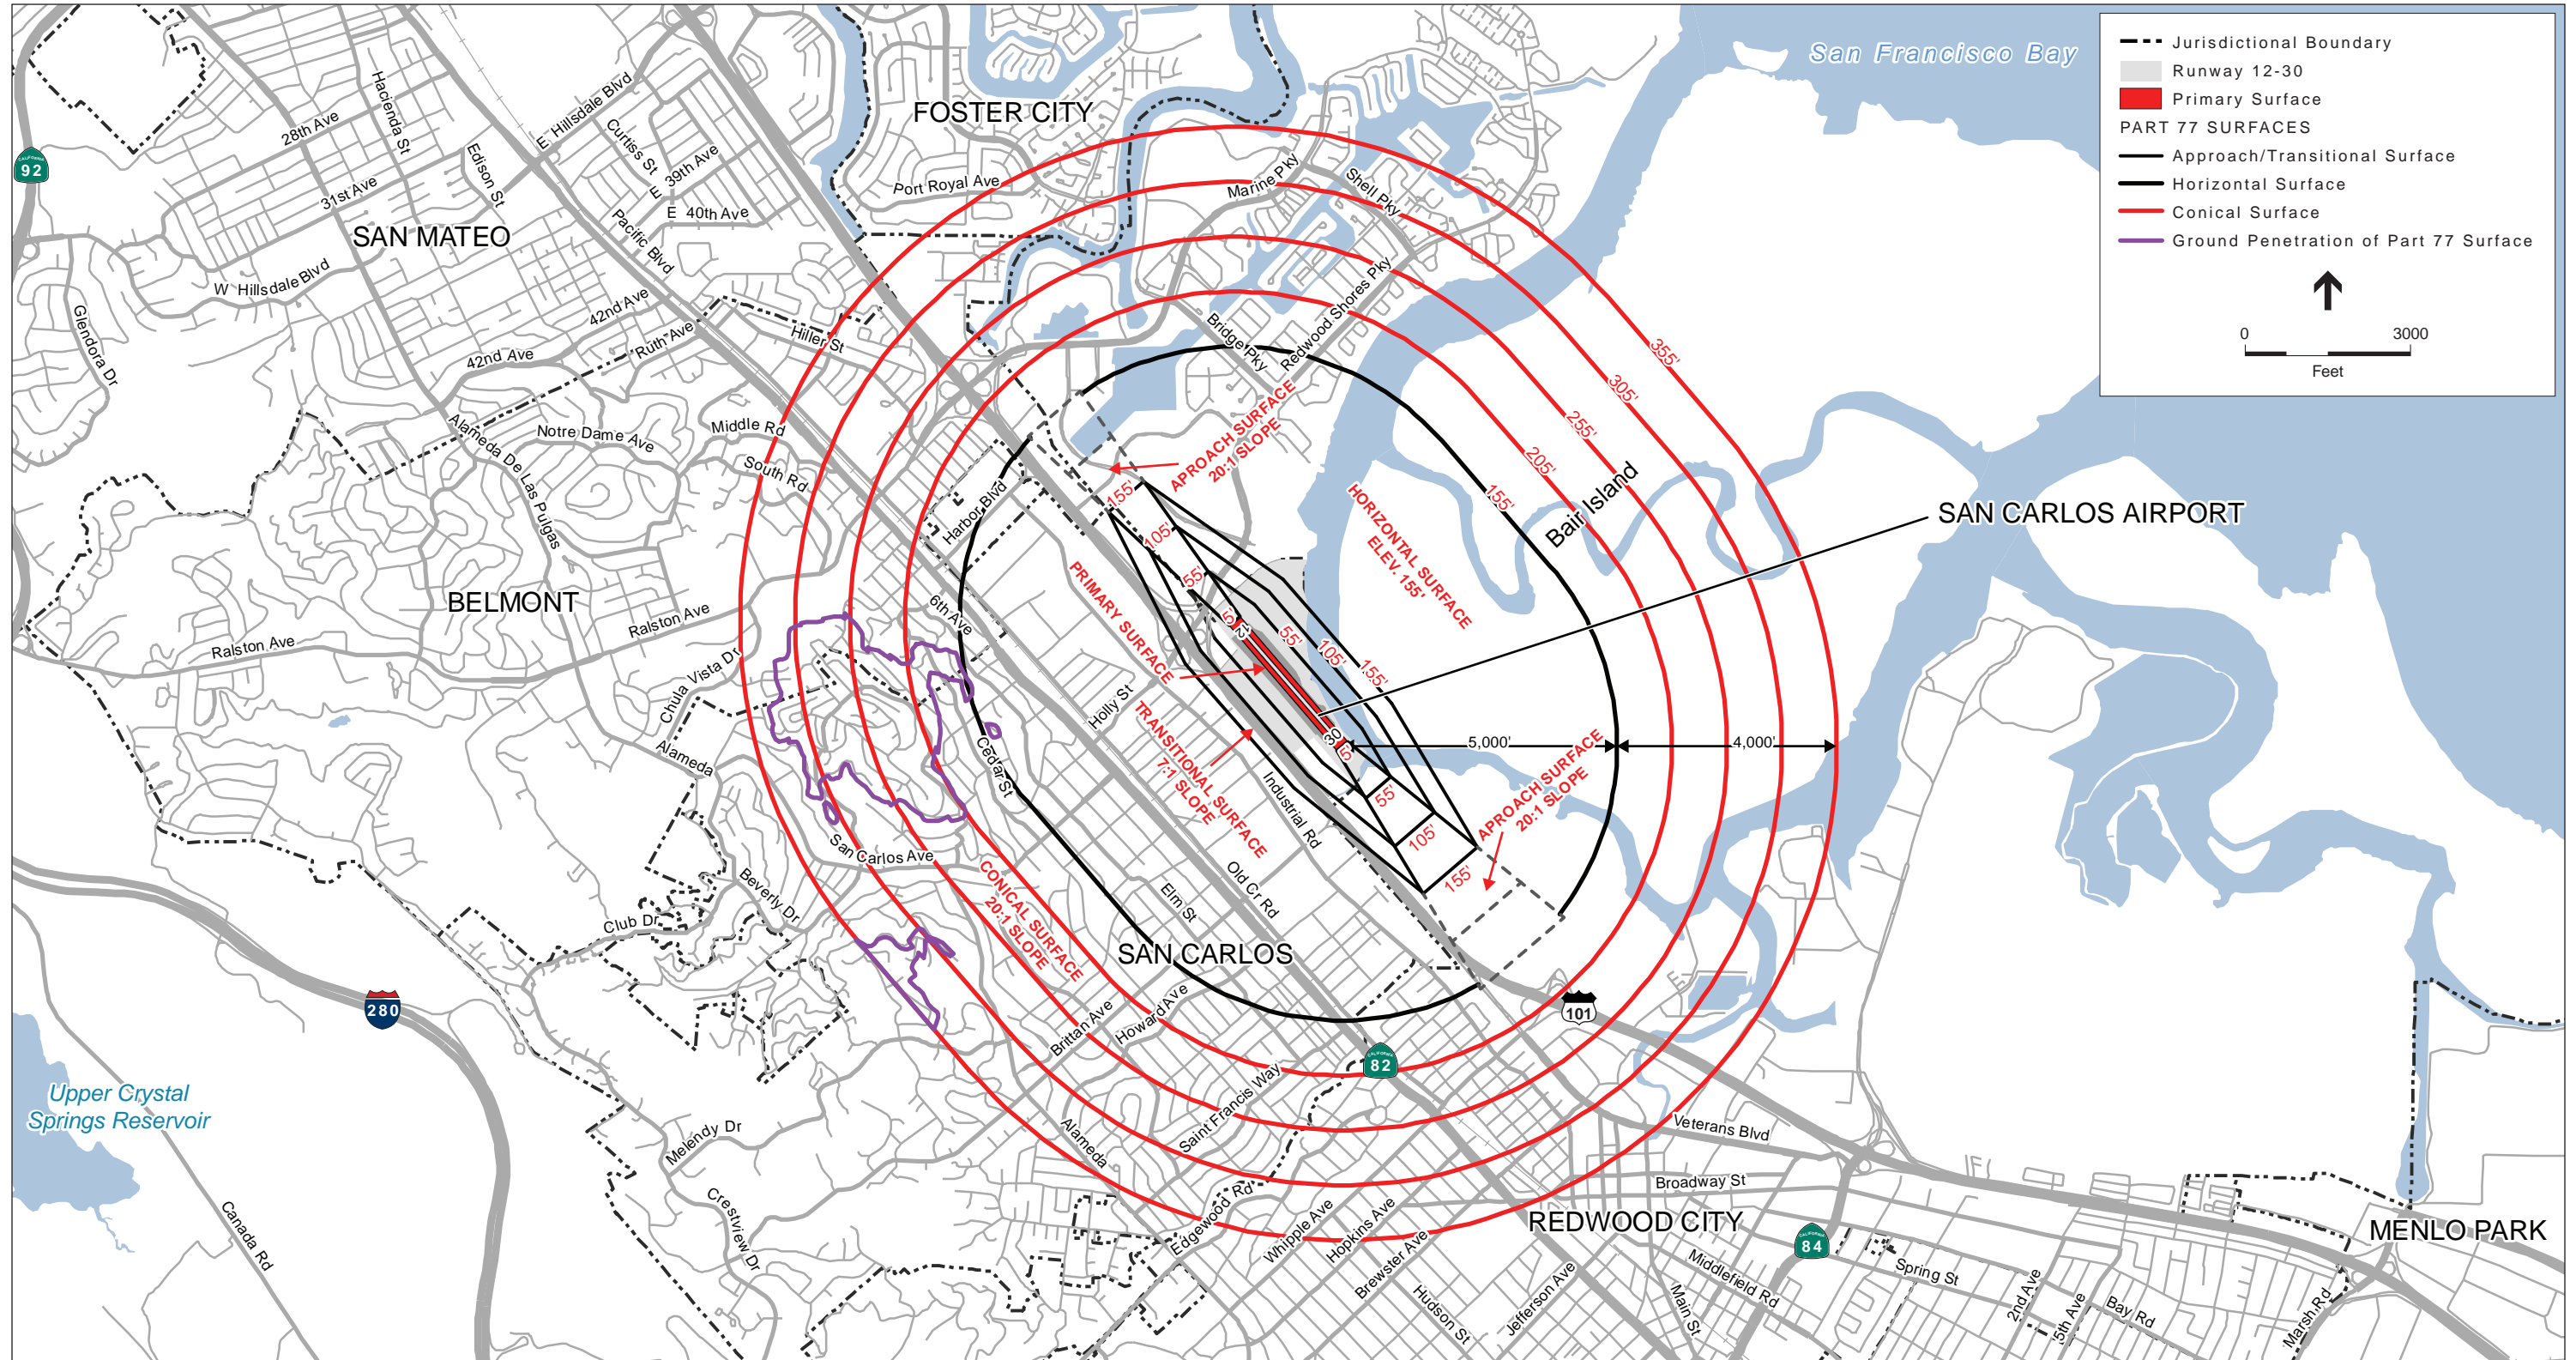 San Francisco Bay
Jurisdictional Boundary
Runway 12-30
Primary Surface
PART 77 SURFACES
Approach/Transitional Surface
Horizontal Surface
Conical Surface
Ground Penetration of Part 77 Surface
0 3000
Feet
FOSTER CITY
SAN MATEO
BELMONT
SAN CARLOS
REDWOOD CITY
MENLO PARK
SAN CARLOS AIRPORT
Bair Island
Upper Crystal
Springs Reservoir
CALIFORNIA
92
280
101
CALIFORNIA
82
CALIFORNIA
84
28th Ave
Hacienda St
31st Ave
Edison St
E Hillsdale Blvd
Curtiss St
E 39th Ave
E 40th Ave
Pacific Blvd
W Hillsdale Blvd
Glendora Dr
42nd Ave
42nd Ave
Ruth Ave
Hiller St
Port Royal Ave
Marine Pky
Shell Pky
Bridge Pky
Redwood Shores Pky
Alameda De Las Pulgas
Notre Dame Ave
Middle Rd
South Rd
Harbor Blvd
6th Ave
Ralston Ave
Ralston Ave
Chula Vista Dr
Alameda
Holly St
Cedar St
Industrial Rd
Old Cr Rd
Elm St
San Carlos Ave
Beverly Dr
Club Dr
Brittan Ave
Howard Ave
Saint Francis Way
Melendy Dr
Crestview Dr
Alameda
Edgewood Rd
Whipple Ave
Hopkins Ave
Brewster Ave
Hudson St
Jefferson Ave
Canada Rd
Veterans Blvd
Broadway St
Middlefield Rd
Main St
Spring St
2nd Ave
5th Ave
Bay Rd
Marsh Rd
355'
305'
255'
205'
155'
APROACH SURFACE
20:1 SLOPE
HORIZONTAL SURFACE
ELEV. 155'
PRIMARY SURFACE
TRANSITIONAL SURFACE
7:1 SLOPE
CONICAL SURFACE
20:1 SLOPE
APROACH SURFACE
20:1 SLOPE
155'
105'
55'
5'
12
55'
105'
155'
30
5'
55'
105'
155'
5,000'
4,000'